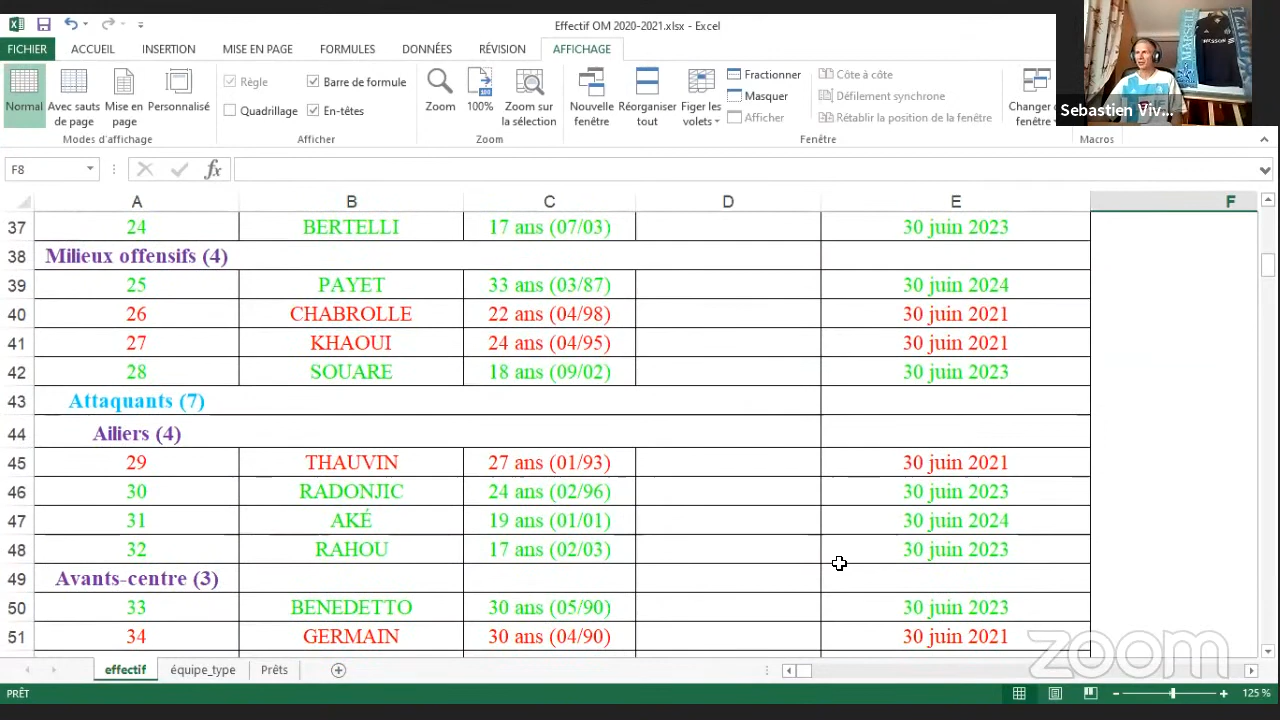 Effectif OM 2020-2021.xlsx - Excel
FICHIER ACCUEIL INSERTION MISE EN PAGE FORMULES DONNÉES RÉVISION AFFICHAGE
Normal
Avec sauts de page
Mise en page
Personnalisé
Modes d'affichage
Règle
Barre de formule
Quadrillage
En-têtes
Afficher
Zoom
100%
Zoom sur la sélection
Zoom
Nouvelle fenêtre
Réorganiser tout
Figer les volets
Fractionner
Masquer
Afficher
Côte à côte
Défilement synchrone
Rétablir la position de la fenêtre
Fenêtre
Changer
fenêtre
Macros
Sebastien Viv...
F8 fx
A B C D E F
37 24 BERTELLI 17 ans (07/03) 30 juin 2023
38 Milieux offensifs (4)
39 25 PAYET 33 ans (03/87) 30 juin 2024
40 26 CHABROLLE 22 ans (04/98) 30 juin 2021
41 27 KHAOUI 24 ans (04/95) 30 juin 2021
42 28 SOUARE 18 ans (09/02) 30 juin 2023
43 Attaquants (7)
44 Ailiers (4)
45 29 THAUVIN 27 ans (01/93) 30 juin 2021
46 30 RADONJIC 24 ans (02/96) 30 juin 2023
47 31 AKÉ 19 ans (01/01) 30 juin 2024
48 32 RAHOU 17 ans (02/03) 30 juin 2023
49 Avants-centre (3)
50 33 BENEDETTO 30 ans (05/90) 30 juin 2023
51 34 GERMAIN 30 ans (04/90) 30 juin 2021
zoom
effectif équipe_type Prêts
PRÊT 125 %